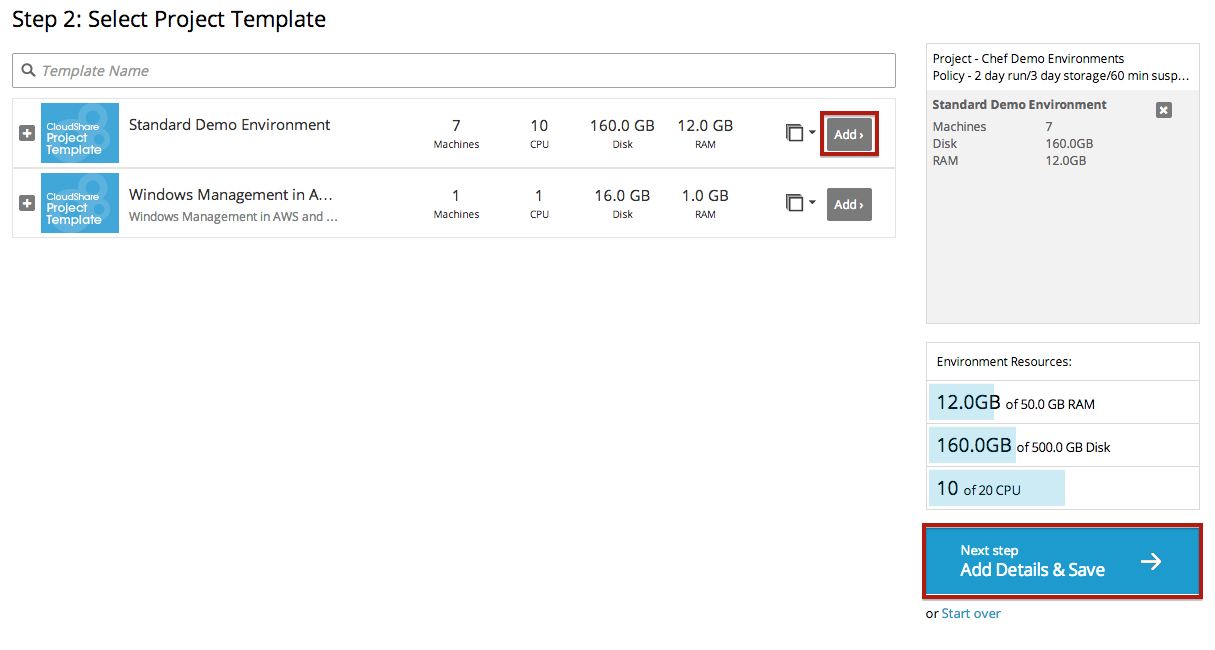 Step 2: Select Project Template
Template Name
CloudShare
Project
Template
Standard Demo Environment
7
Machines
10
CPU
160.0 GB
Disk
12.0 GB
RAM
Add ›
CloudShare
Project
Template
Windows Management in A...
Windows Management in AWS and ...
1
Machines
1
CPU
16.0 GB
Disk
1.0 GB
RAM
Add ›
Project - Chef Demo Environments
Policy - 2 day run/3 day storage/60 min susp...
Standard Demo Environment
Machines 7
Disk 160.0GB
RAM 12.0GB
Environment Resources:
12.0GB of 50.0 GB RAM
160.0GB of 500.0 GB Disk
10 of 20 CPU
Next step
Add Details & Save
or Start over